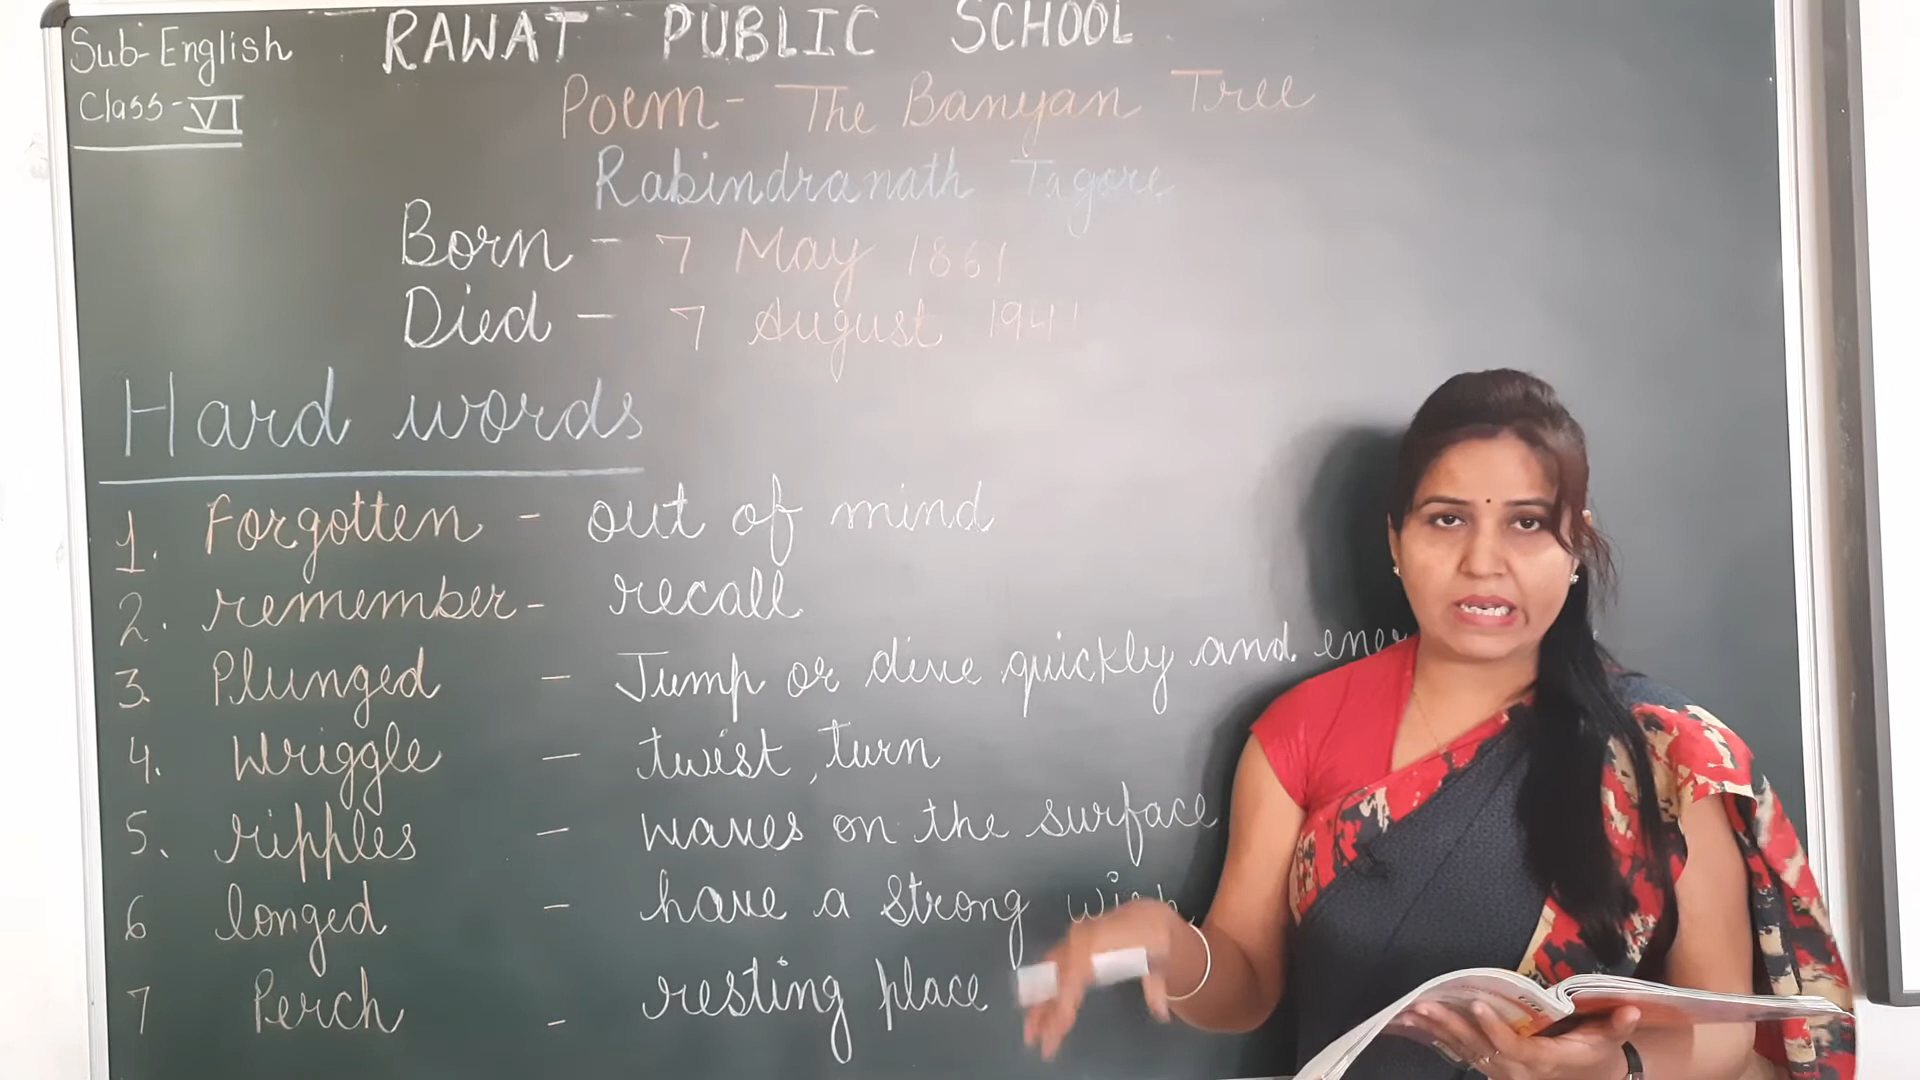 Sub-English
Class-VI
RAWAT PUBLIC SCHOOL
Poem- The Banyan Tree
Rabindranath Tagore
Born - 7 May 1861
Died - 7 August 1941
Hard words
1. Forgotten - out of mind
2. remember - recall
3 Plunged - Jump or dive quickly and
4. Wriggle - twist, turn
5. ripples - waves on the surface
6 longed - have a strong wish
7 Perch - resting place